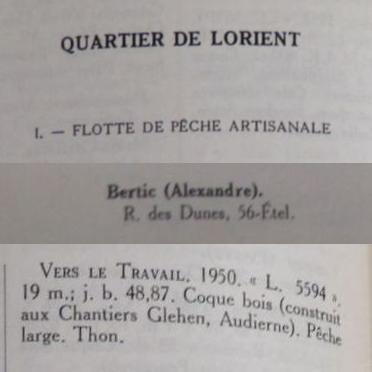 QUARTIER DE LORIENT
I. — FLOTTE DE PÊCHE ARTISANALE
Bertic (Alexandre).
R. des Dunes, 56-Étel.
VERS LE TRAVAIL. 1950. « L. 5594 ».
19 m.; j. b. 48,87. Coque bois (construit
aux Chantiers Glehen, Audierne). Pêche
large. Thon.